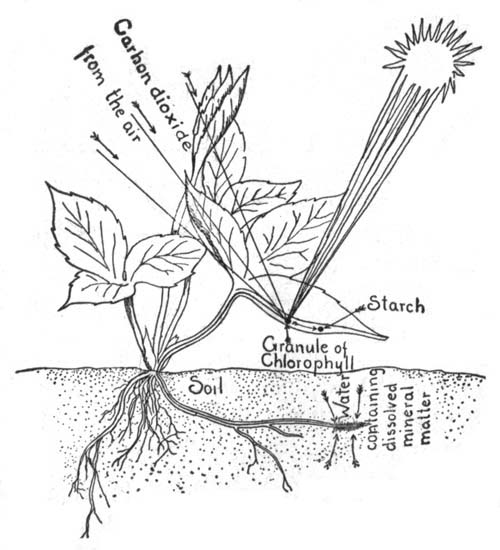 Carbon dioxide
from the air
Starch
Granule of
Chlorophyll
Soil
Water
containing
dissolved
mineral
matter